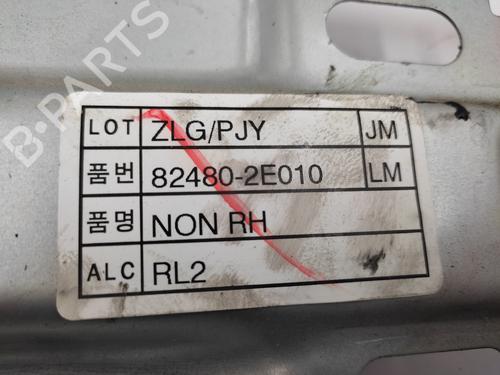 B-PARTS
LOT ZLG/PJY JM
품번 82480-2E010 LM
품명 NON RH
ALC RL2